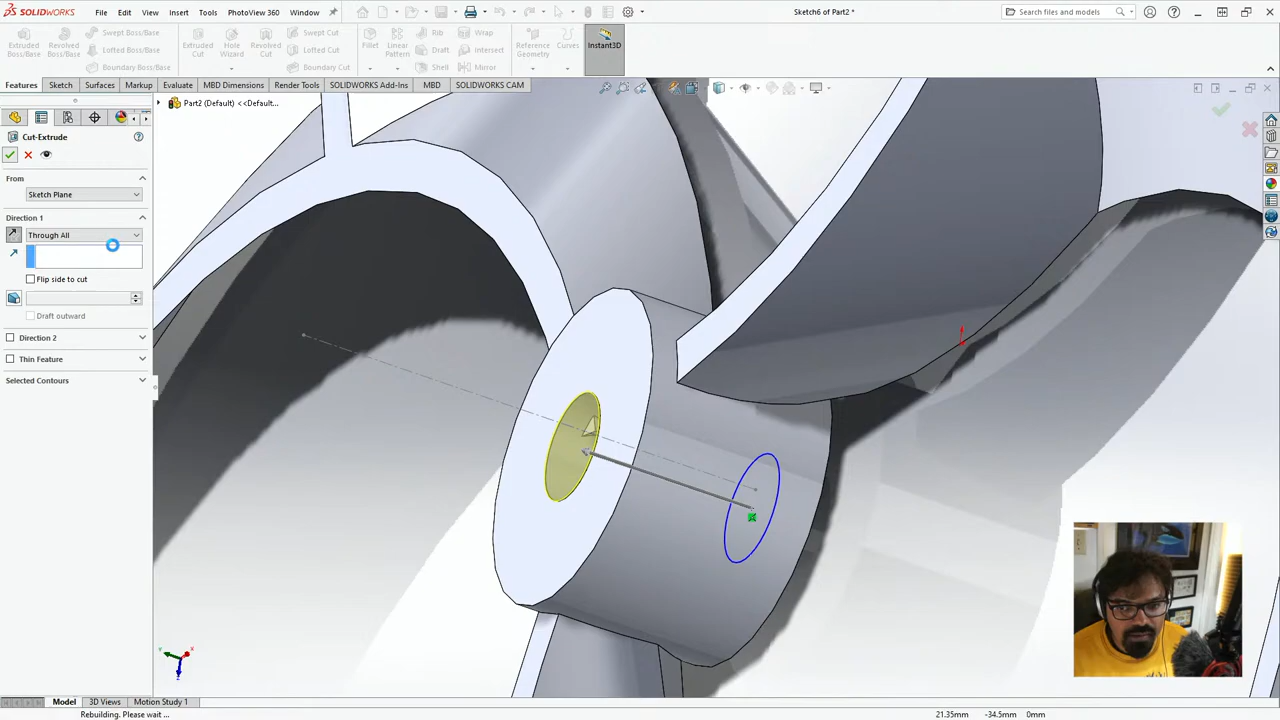 SOLIDWORKS
File
Edit
View
Insert
Tools
PhotoView 360
Window
Sketch6 of Part2 *
Search files and models
Extruded
Boss/Base
Revolved
Boss/Base
Swept Boss/Base
Lofted Boss/Base
Boundary Boss/Base
Extruded
Cut
Hole
Wizard
Revolved
Cut
Swept Cut
Lofted Cut
Boundary Cut
Fillet
Linear
Pattern
Rib
Draft
Shell
Wrap
Intersect
Mirror
Reference
Geometry
Curves
Instant3D
Features
Sketch
Surfaces
Markup
Evaluate
MBD Dimensions
Render Tools
SOLIDWORKS Add-Ins
MBD
SOLIDWORKS CAM
Part2 (Default) <<Default...
Cut-Extrude
From
Sketch Plane
Direction 1
Through All
Flip side to cut
Draft outward
Direction 2
Thin Feature
Selected Contours
Model
3D Views
Motion Study 1
Rebuilding. Please wait ...
21.35mm
-34.5mm
0mm